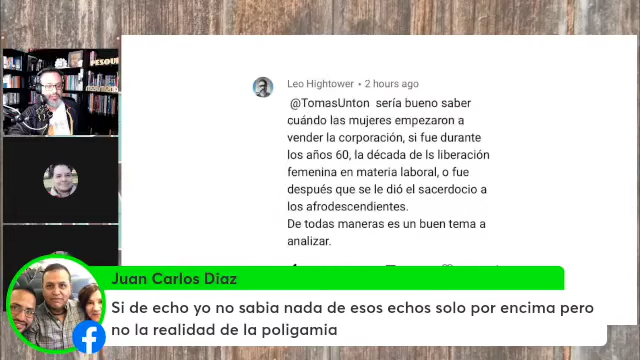 PESQUI
Leo Hightower • 2 hours ago
@TomasUnton sería bueno saber
cuándo las mujeres empezaron a
vender la corporación, si fue durante
los años 60, la década de ls liberación
femenina en materia laboral, o fue
después que se le dió el sacerdocio a
los afrodescendientes.
De todas maneras es un buen tema a
analizar.
Juan Carlos Díaz
Si de echo yo no sabia nada de esos echos solo por encima pero
no la realidad de la poligamia